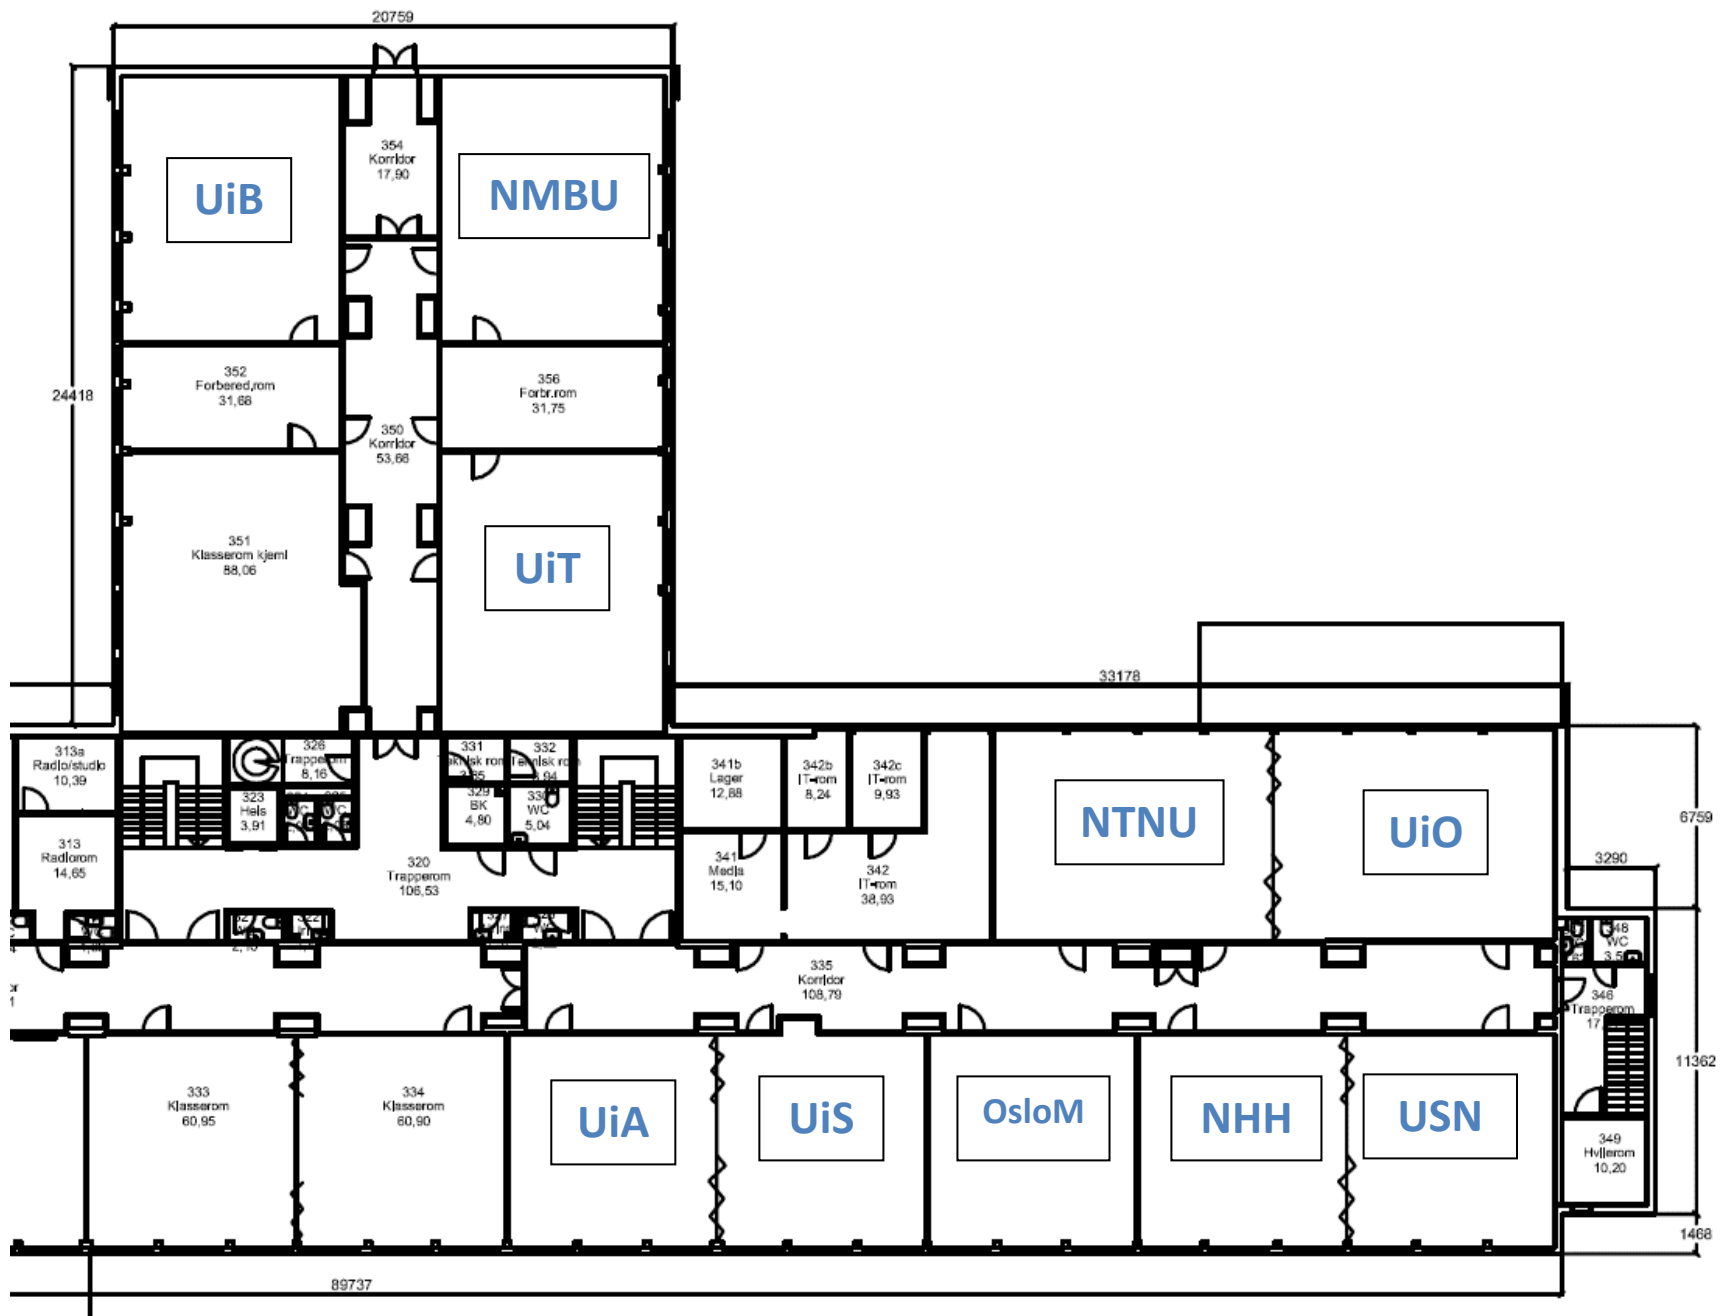 20759
354
Korridor
17,90
UiB
NMBU
24418
352
Forbered,rom
31,68
356
Forbr.rom
31,75
350
Korridor
53,66
351
Klasserom kjemi
88,06
UiT
33178
313a
Radio/studio
10,39
326
Trapperom
8,16
331
332
341b
Lager
12,88
342b
IT-rom
8,24
342c
IT-rom
9,93
323
Hels
3,91
329
BK
4,80
330
WC
5,04
NTNU
UiO
6759
313
Radiorom
14,65
320
Trapperom
106,53
341
Media
15,10
342
IT-rom
38,93
3290
348
WC
335
Korridor
108,79
346
Trapperom
333
Klasserom
60,95
334
Klasserom
60,90
UiA
UiS
OsloM
NHH
USN
11362
349
Hvilerom
10,20
1468
89737